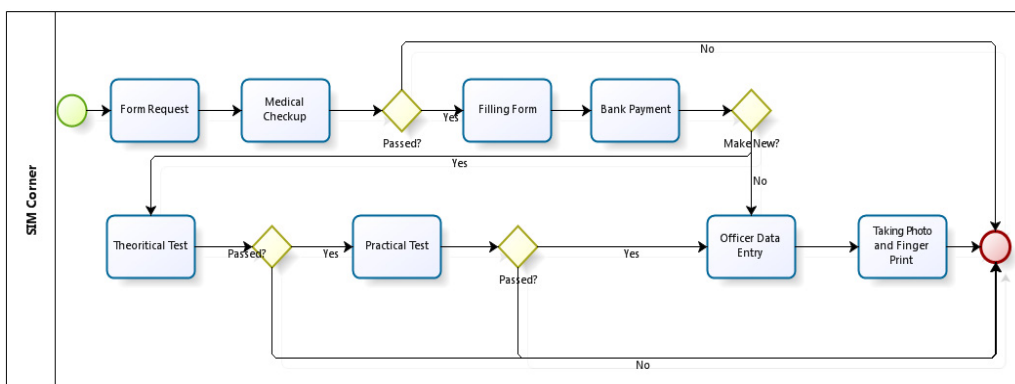 SIM Corner
No
Form Request
Medical
Checkup
Passed?
Yes
Filling Form
Bank Payment
Make New?
Yes
No
Theoritical Test
Passed?
Yes
Practical Test
Passed?
Yes
Officer Data
Entry
Taking Photo
and Finger
Print
No